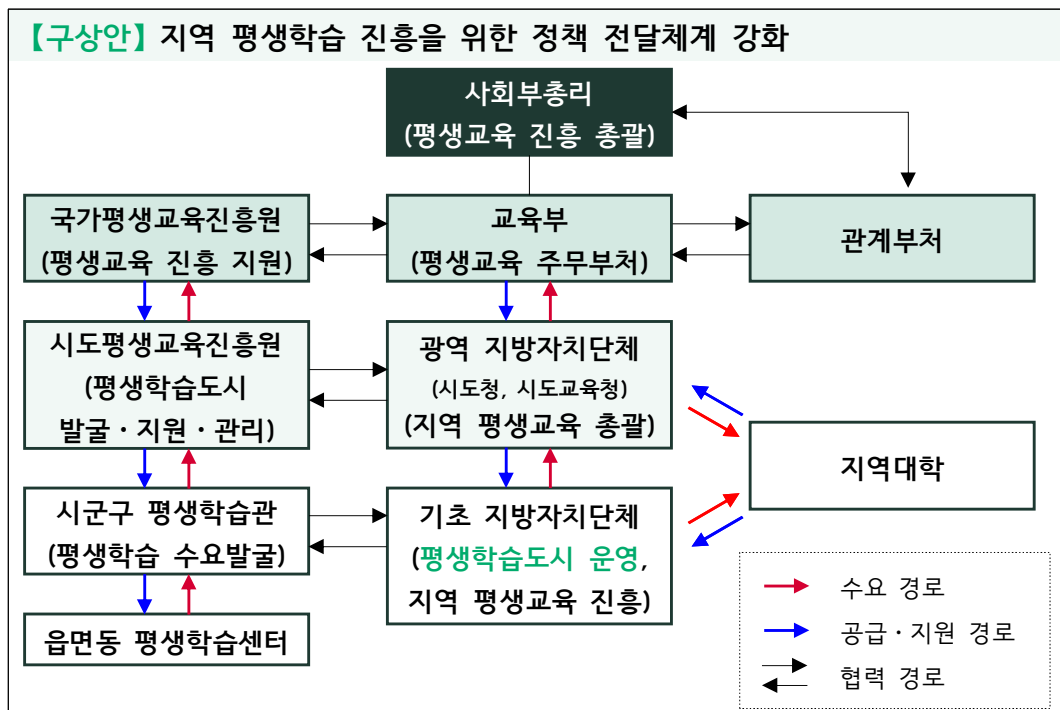 【구상안】 지역 평생학습 진흥을 위한 정책 전달체계 강화
사회부총리
(평생교육 진흥 총괄)
국가평생교육진흥원
(평생교육 진흥 지원)
교육부
(평생교육 주무부처)
관계부처
시도평생교육진흥원
(평생학습도시
발굴·지원·관리)
광역 지방자치단체
(시도청, 시도교육청)
(지역 평생교육 총괄)
지역대학
시군구 평생학습관
(평생학습 수요발굴)
기초 지방자치단체
(평생학습도시 운영,
지역 평생교육 진흥)
읍면동 평생학습센터
수요 경로
공급·지원 경로
협력 경로